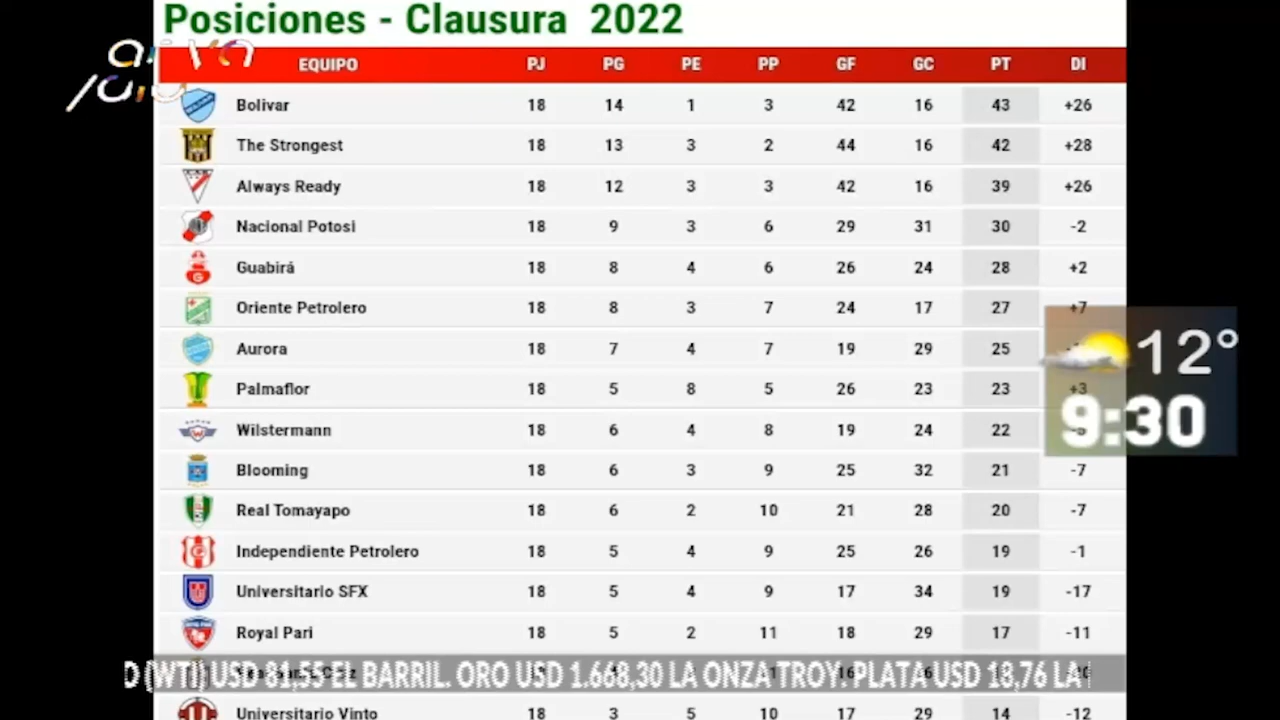 Posiciones - Clausura 2022
EQUIPO PJ PG PE PP GF GC PT DI
Bolivar 18 14 1 3 42 16 43 +26
The Strongest 18 13 3 2 44 16 42 +28
Always Ready 18 12 3 3 42 16 39 +26
Nacional Potosi 18 9 3 6 29 31 30 -2
Guabirá 18 8 4 6 26 24 28 +2
Oriente Petrolero 18 8 3 7 24 17 27 +7
Aurora 18 7 4 7 19 29 25
12°
Palmaflor 18 5 8 5 26 23 23 +3
Wilstermann 18 6 4 8 19 24 22
9:30
Blooming 18 6 3 9 25 32 21 -7
Real Tomayapo 18 6 2 10 21 28 20 -7
Independiente Petrolero 18 5 4 9 25 26 19 -1
Universitario SFX 18 5 4 9 17 34 19 -17
Royal Pari 18 5 2 11 18 29 17 -11
(WTI) USD 81,55 EL BARRIL. ORO USD 1.668,30 LA ONZA TROY. PLATA USD 18,76 LA
Universitario Vinto 18 3 5 10 17 29 14 -12